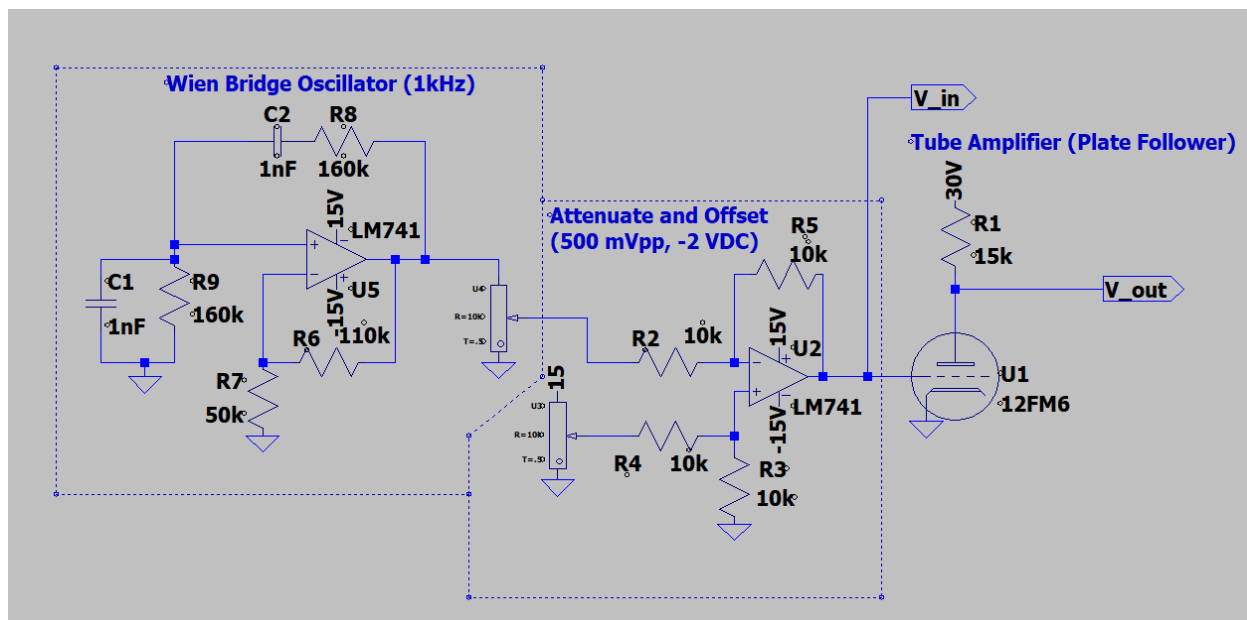 Wien Bridge Oscillator (1kHz)
C2
R8
1nF
160k
15V
LM741
C1
R9
1nF
160k
-15V
U5
R6
110k
R7
50k
U4
R=10K
T=.5
15
U3
R=10K
T=.5
Attenuate and Offset
(500 mVpp, -2 VDC)
R5
10k
R2
10k
15V
U2
LM741
-15V
R4
10k
R3
10k
V_in
Tube Amplifier (Plate Follower)
30V
R1
15k
V_out
U1
12FM6